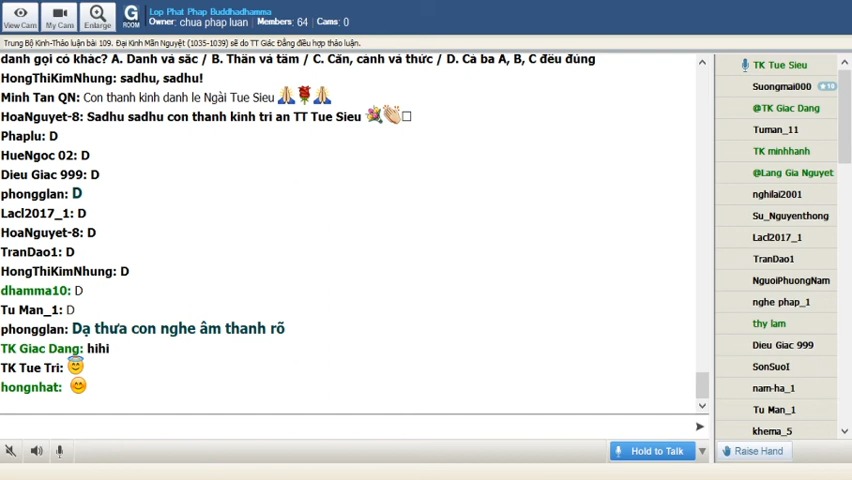 View Cam
My Cam
Enlarge
G
ROOM
Lop Phat Phap Buddhadhamma
Owner: chua phap luan Members: 64 Cams: 0
Trung Bộ Kinh-Thảo luận bài 109. Đại Kinh Mãn Nguyệt (1035-1039) sẽ do TT Giác Đẳng điều hợp thảo luận.
danh gọi có khác? A. Danh và sắc / B. Thân và tâm / C. Căn, cảnh và thức / D. Cả ba A, B, C đều đúng
HongThiKimNhung: sadhu, sadhu!
Minh Tan QN: Con thanh kinh danh le Ngài Tue Sieu
HoaNguyet-8: Sadhu sadhu con thanh kinh tri an TT Tue Sieu
Phaplu: D
HueNgoc 02: D
Dieu Giac 999: D
phongglan: D
Lacl2017_1: D
HoaNguyet-8: D
TranDao1: D
HongThiKimNhung: D
dhamma10: D
Tu Man_1: D
phongglan: Dạ thưa con nghe âm thanh rõ
TK Giac Dang: hihi
TK Tue Tri:
hongnhat:
TK Tue Sieu
Suongmai000 10
@TK Giac Dang
Tuman_11
TK minhhanh
@Lang Gia Nguyet
nghilai2001
Su_Nguyenthong
Lacl2017_1
TranDao1
NguoiPhuongNam
nghe phap_1
thy lam
Dieu Giac 999
SonSuoI
nam-ha_1
Tu Man_1
khema_5
Hold to Talk
Raise Hand